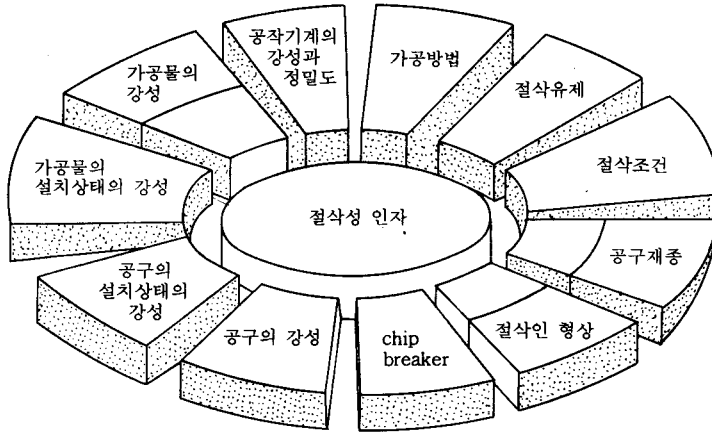 공작기계의
강성과
정밀도
가공방법
절삭유제
절삭조건
공구재종
절삭인 형상
chip
breaker
공구의 강성
공구의
설치상태의
강성
가공물의
설치상태의 강성
가공물의
강성
절삭성 인자